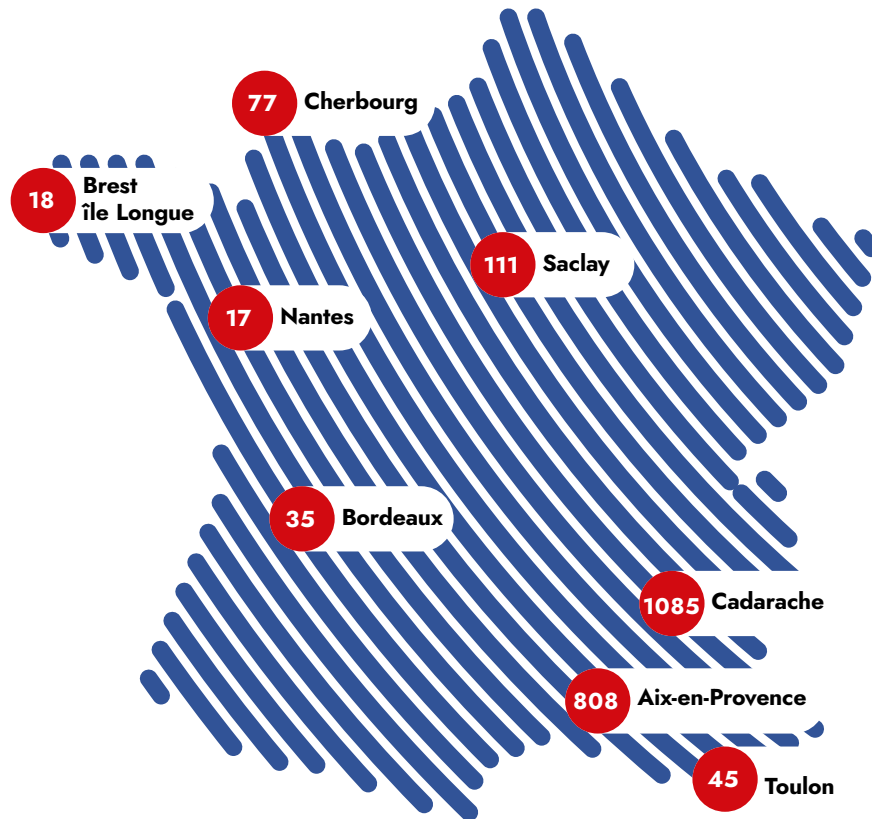 77 Cherbourg
18 Brest
île Longue
111 Saclay
17 Nantes
35 Bordeaux
1085 Cadarache
808 Aix-en-Provence
45 Toulon